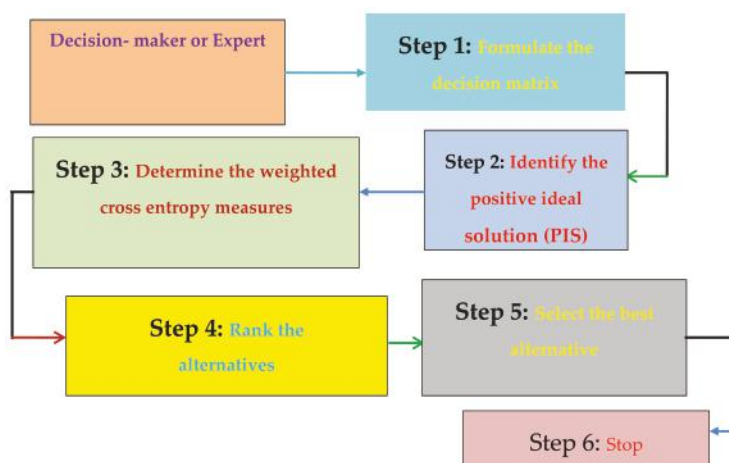 Decision- maker or Expert
Step 1: Formulate the
decision matrix
Step 3: Determine the weighted
cross entropy measures
Step 2: Identify the
positive ideal
solution (PIS)
Step 4: Rank the
alternatives
Step 5: Select the best
alternative
Step 6: Stop